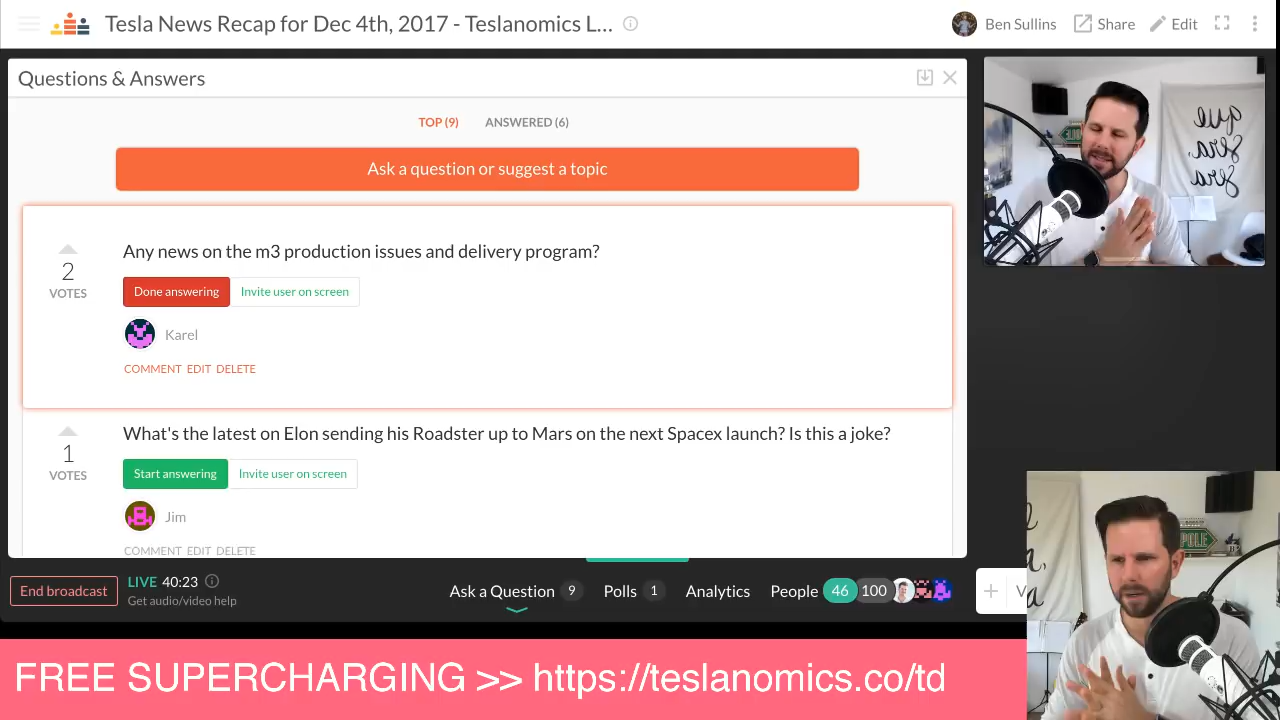 Tesla News Recap for Dec 4th, 2017 - Teslanomics L...
Ben Sullins
Share
Edit
Questions & Answers
TOP (9)
ANSWERED (6)
Ask a question or suggest a topic
Any news on the m3 production issues and delivery program?
2
VOTES
Done answering
Invite user on screen
Karel
COMMENT EDIT DELETE
What's the latest on Elon sending his Roadster up to Mars on the next Spacex launch? Is this a joke?
1
VOTES
Start answering
Invite user on screen
Jim
COMMENT EDIT DELETE
que
Sera,
Sera
POLE
End broadcast
LIVE 40:23
Get audio/video help
Ask a Question 9
Polls 1
Analytics
People 46 100
+ V
FREE SUPERCHARGING >> https://teslanomics.co/td